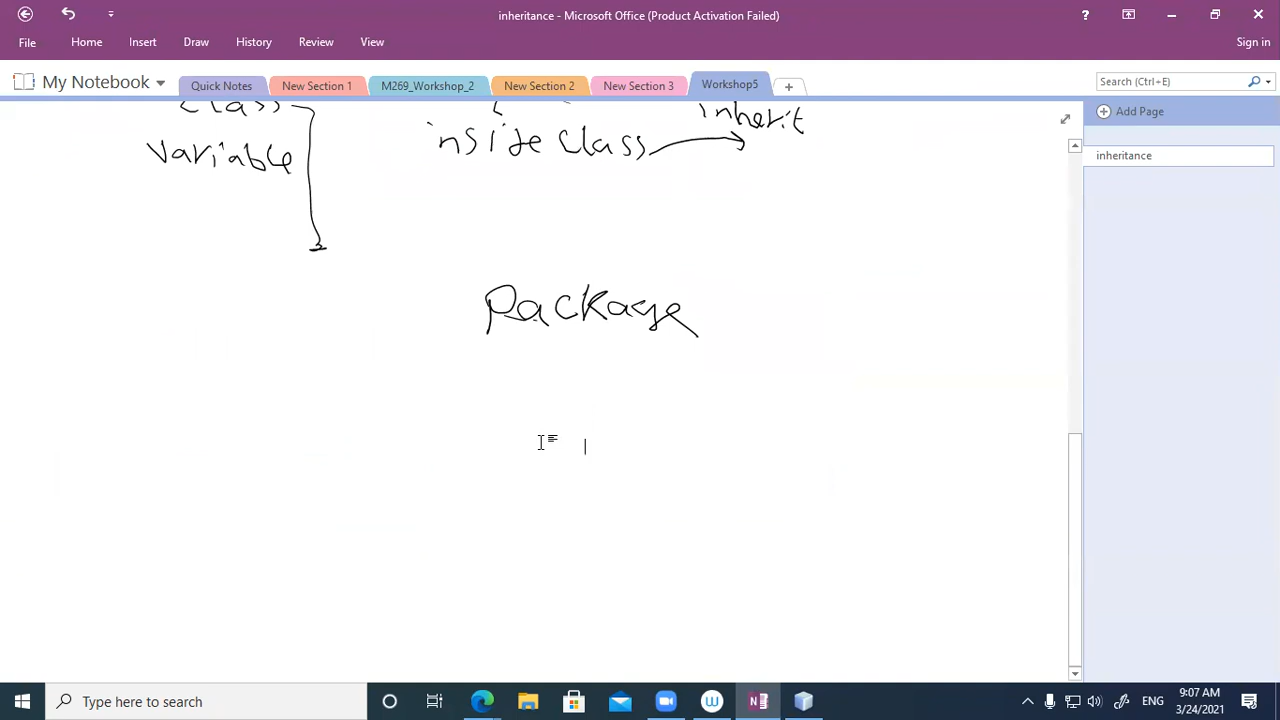 inheritance - Microsoft Office (Product Activation Failed)
File Home Insert Draw History Review View
Sign in
My Notebook
Quick Notes New Section 1 M269_Workshop_2 New Section 2 New Section 3 Workshop5
Search (Ctrl+E)
Add Page
inheritance
class
inherit
inside class
variable
Package
Type here to search
ENG
9:07 AM
3/24/2021